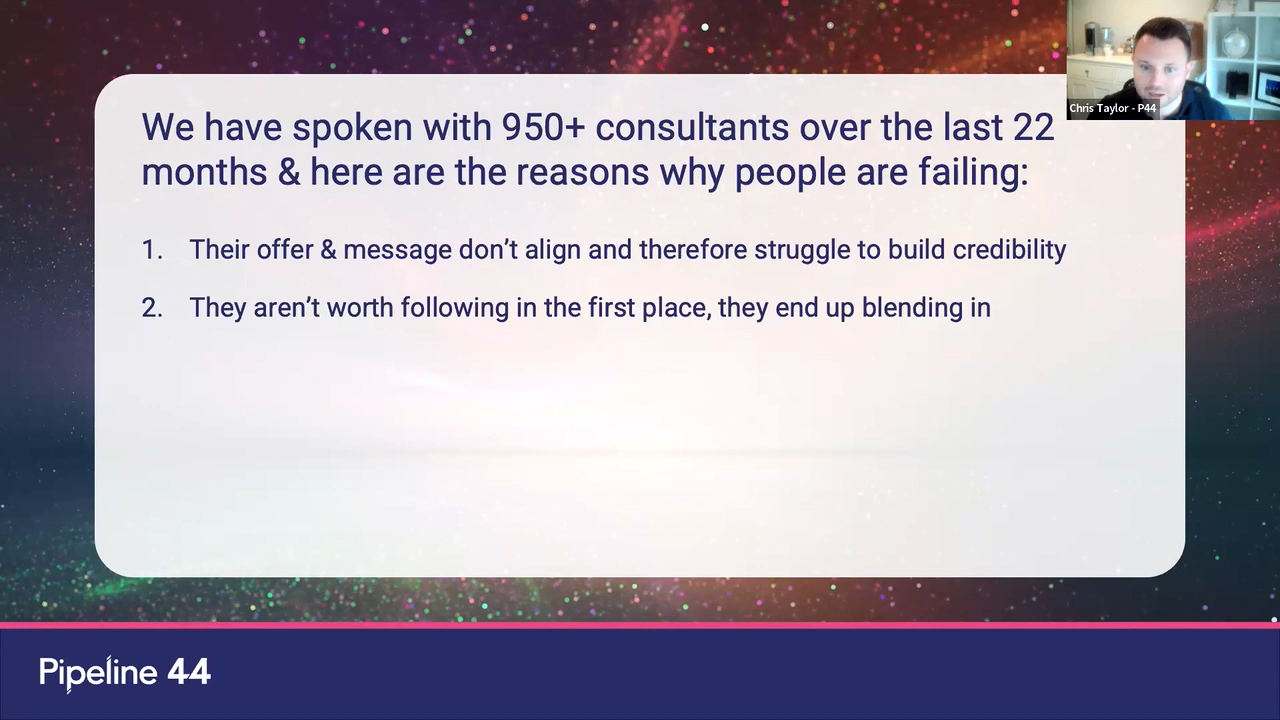 We have spoken with 950+ consultants over the last 22
months & here are the reasons why people are failing:
1. Their offer & message don’t align and therefore struggle to build credibility
2. They aren’t worth following in the first place, they end up blending in
Chris Taylor - P44
Pipeline 44